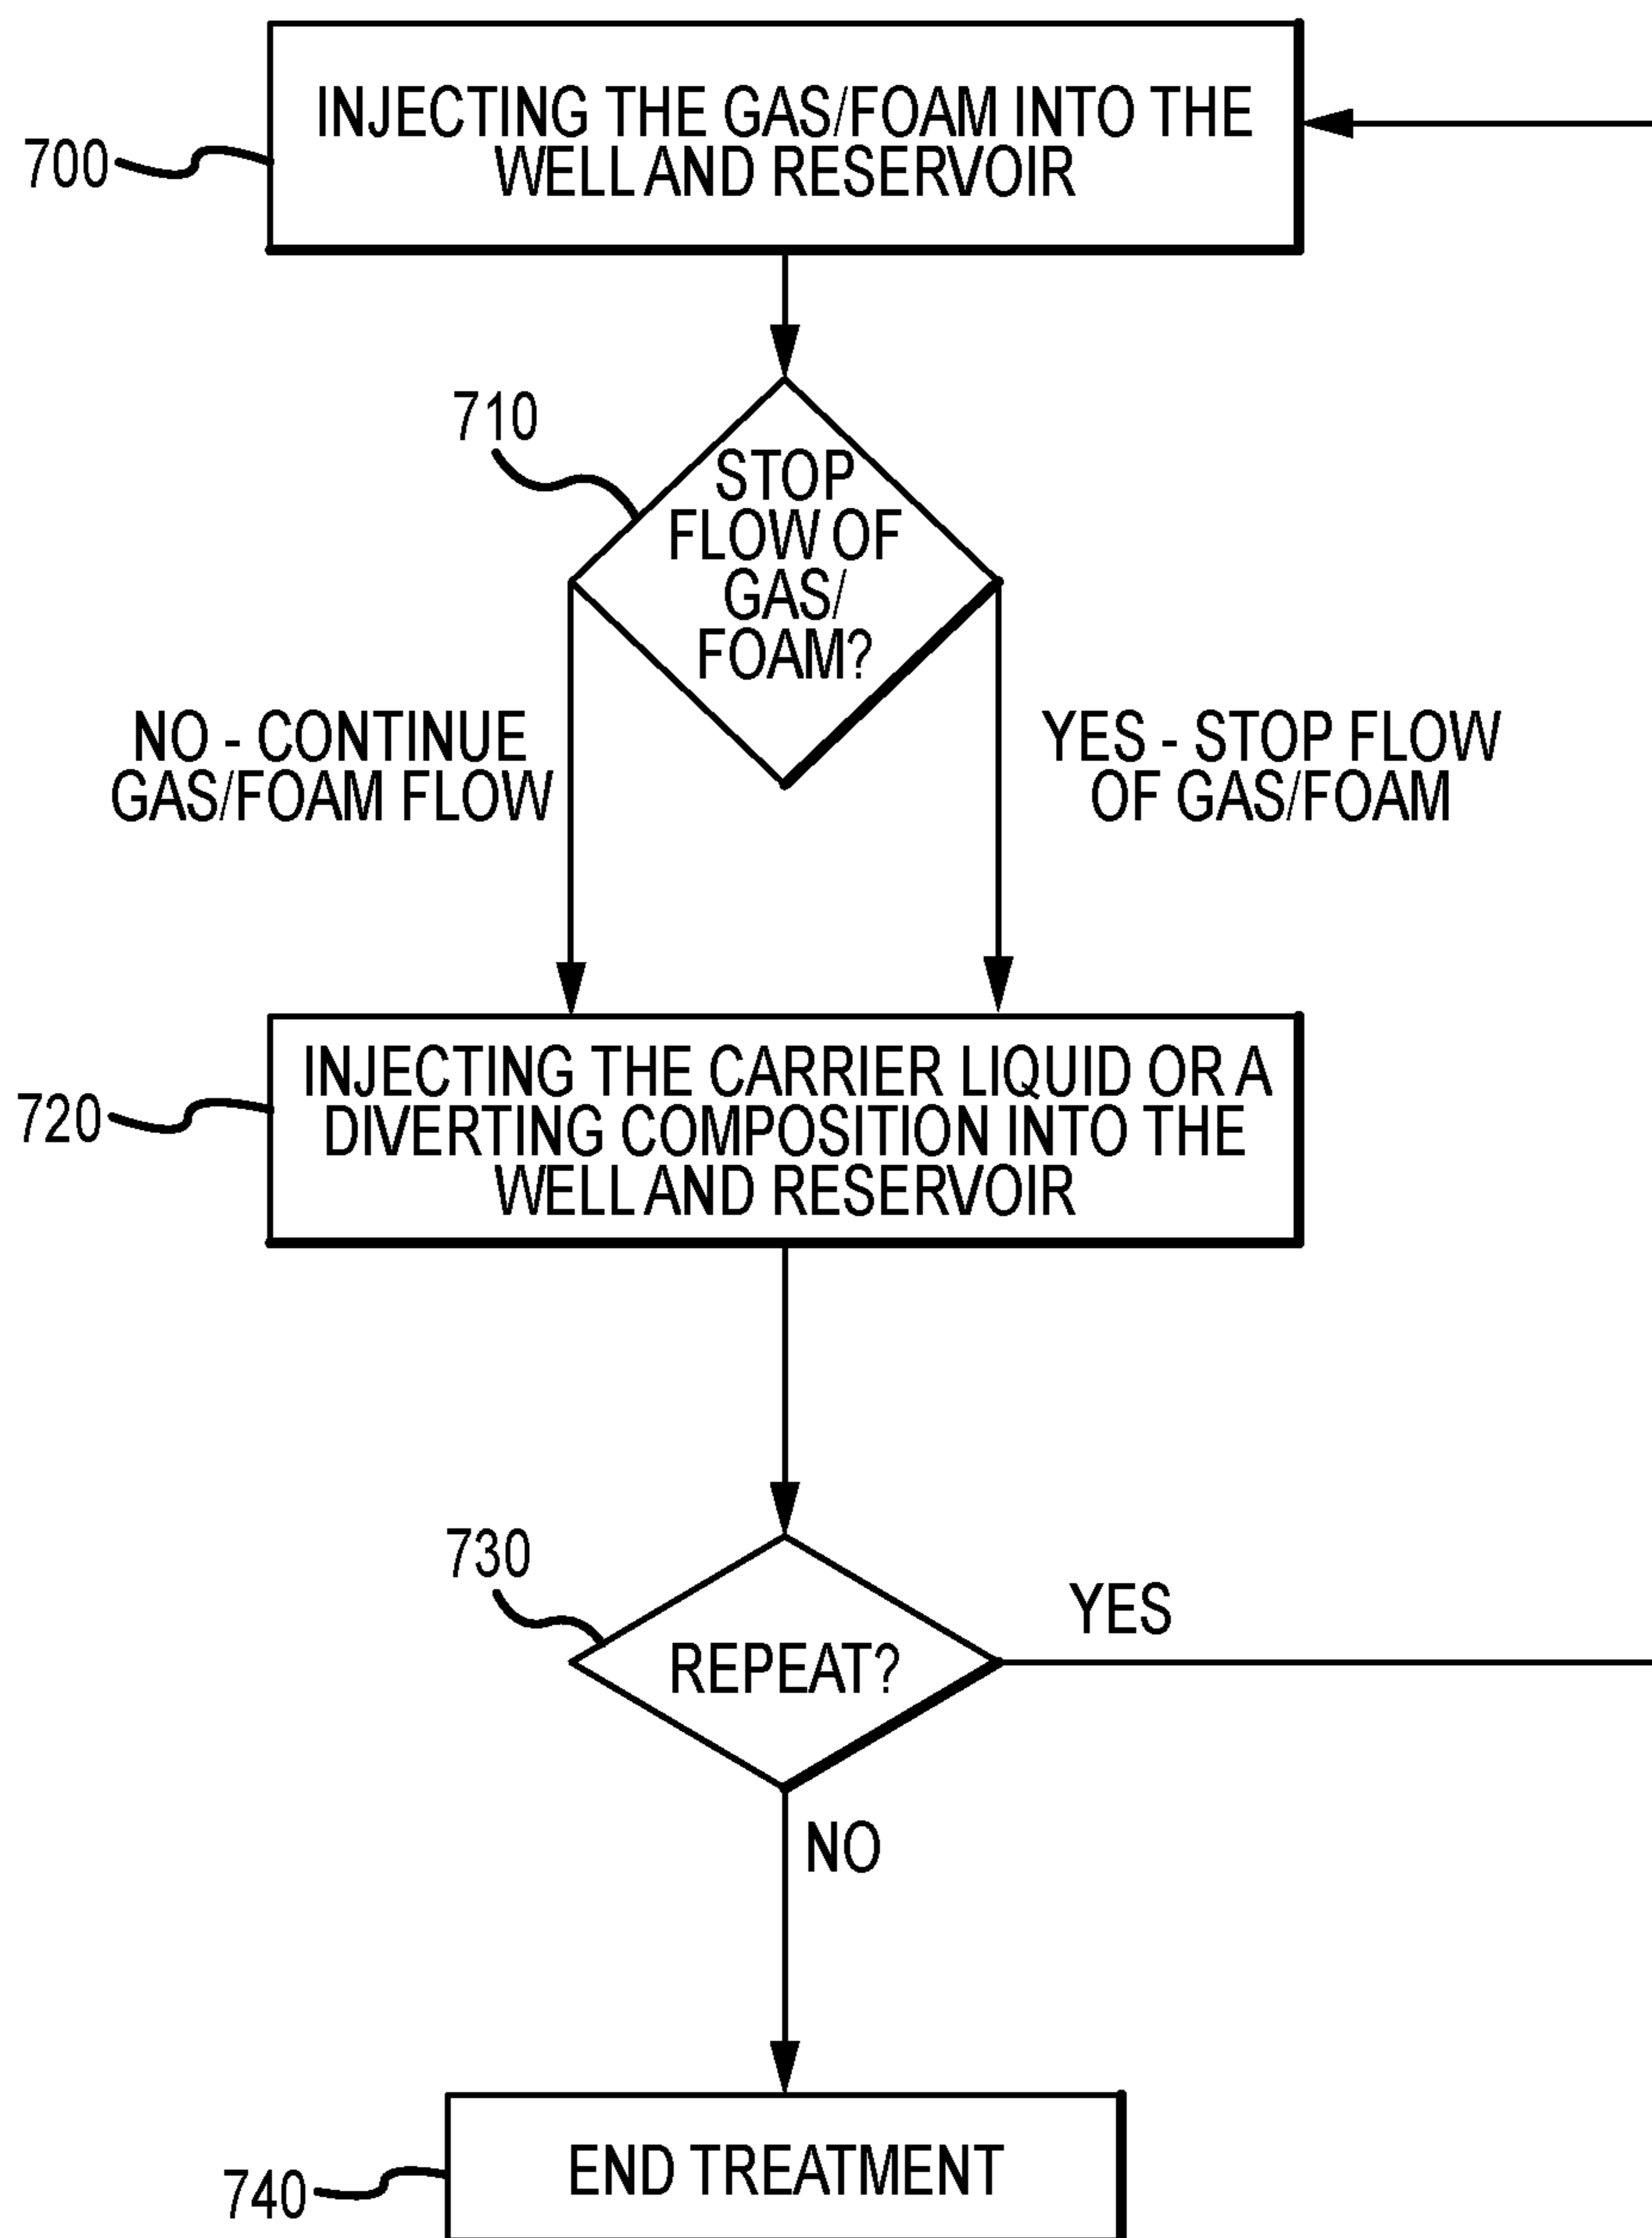 700
INJECTING THE GAS/FOAM INTO THE
WELL AND RESERVOIR
710
STOP
FLOW OF
GAS/
FOAM?
NO - CONTINUE
GAS/FOAM FLOW
YES - STOP FLOW
OF GAS/FOAM
720
INJECTING THE CARRIER LIQUID OR A
DIVERTING COMPOSITION INTO THE
WELL AND RESERVOIR
730
REPEAT?
YES
NO
740
END TREATMENT